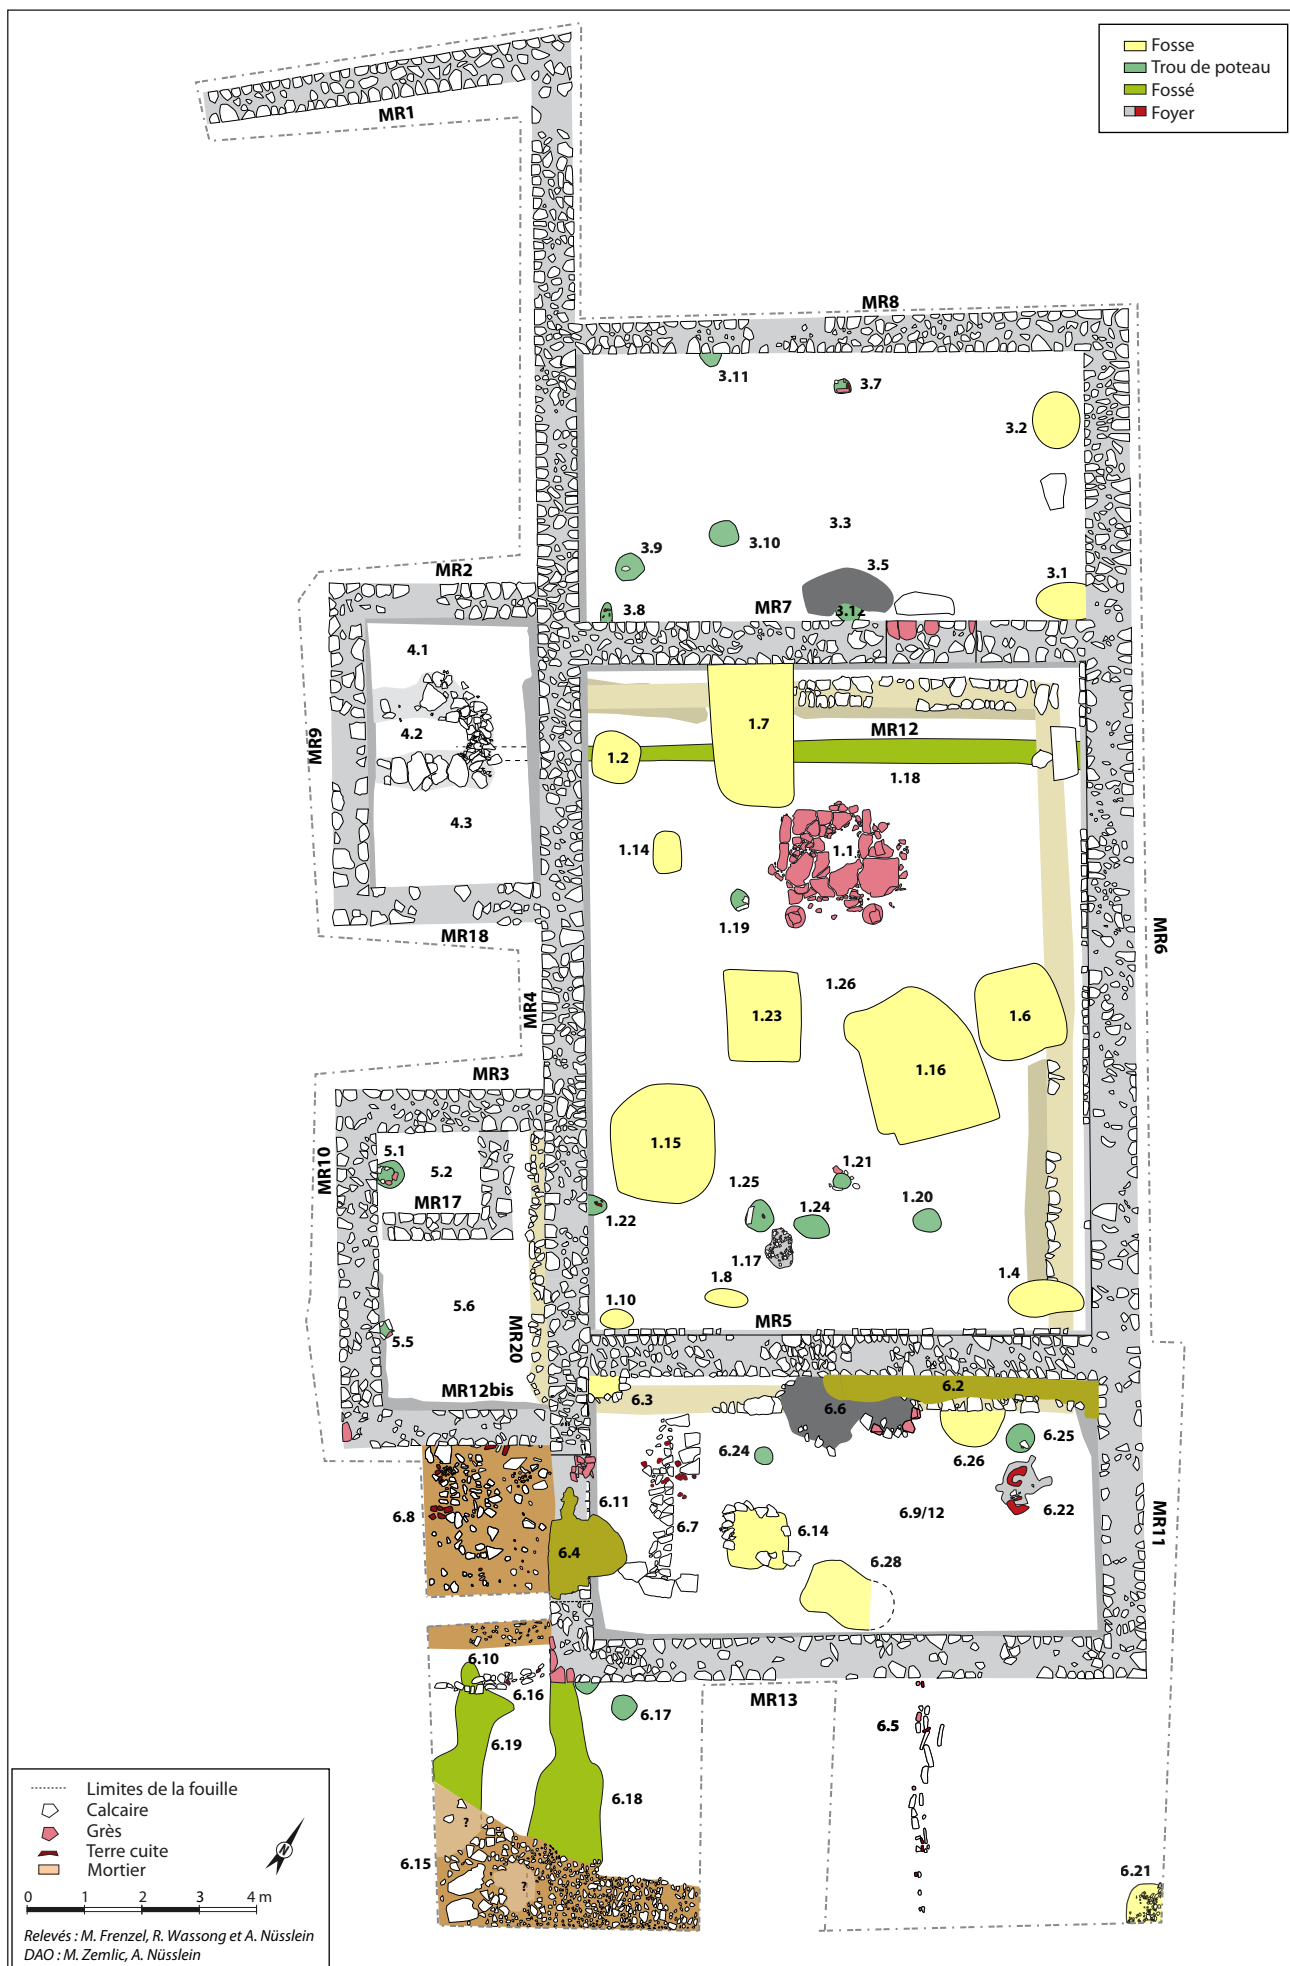 Fosse
Trou de poteau
Fossé
Foyer
MR1
MR8
3.11
3.7
3.2
3.3
3.10
3.9
3.5
3.1
MR2
3.8
MR7
3.12
4.1
1.7
MR12
4.2
MR9
1.2
1.18
4.3
1.14
1.1
1.19
MR18
MR6
MR4
1.26
1.23
1.6
1.16
MR3
1.15
5.1
5.2
MR10
1.21
MR17
1.25
1.24
1.20
1.22
1.17
1.8
1.4
1.10
5.6
MR5
5.5
MR20
MR12bis
6.3
6.2
6.6
6.25
6.24
6.26
6.8
6.11
6.7
6.9/12
6.22
MR11
6.14
6.4
6.28
6.10
6.16
MR13
6.17
6.5
6.19
6.18
?
6.15
?
6.21
Limites de la fouille
Calcaire
Grès
Terre cuite
Mortier
N
0 1 2 3 4 m
Relevés : M. Frenzel, R. Wassong et A. Nüsslein
DAO : M. Zemlic, A. Nüsslein